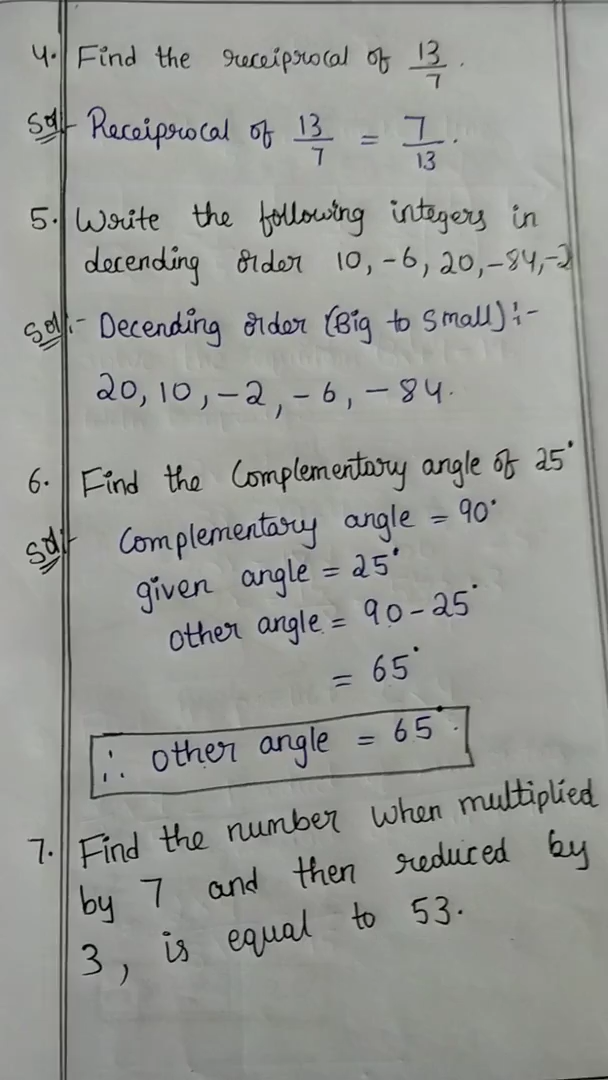 4. Find the receiprocal of 13/7.
Sol:- Receiprocal of 13/7 = 7/13.
5. Write the following integers in
decending order 10, -6, 20, -84, -2
Sol:- Decending order (Big to Small):-
20, 10, -2, -6, -84.
6. Find the Complementary angle of 25°
Sol:- Complementary angle = 90°
given angle = 25°
other angle = 90-25°
= 65°
∴ other angle = 65°.
7. Find the number when multiplied
by 7 and then reduced by
3, is equal to 53.